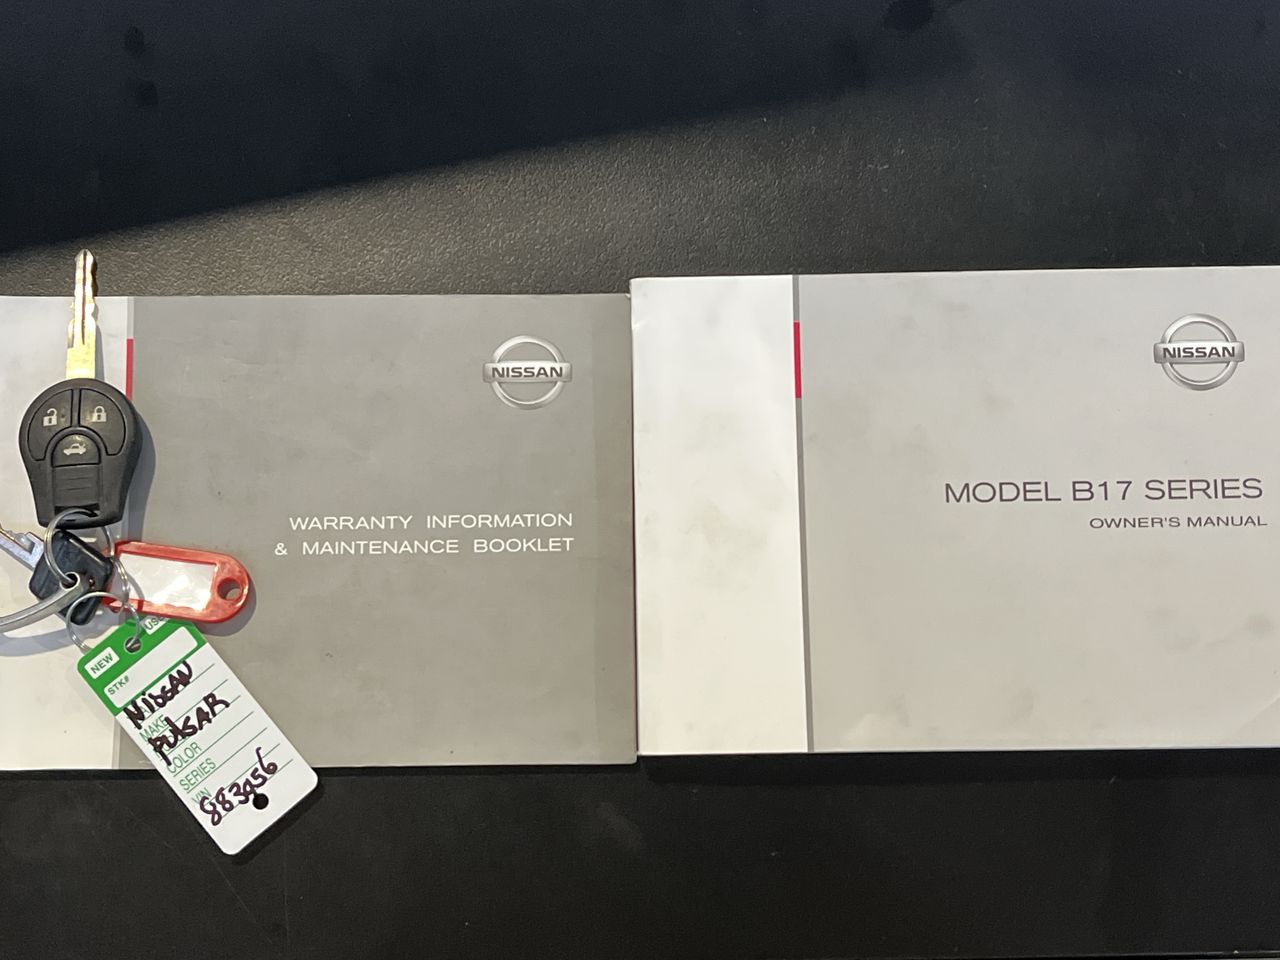 NISSAN
WARRANTY INFORMATION
& MAINTENANCE BOOKLET
NISSAN
MODEL B17 SERIES
OWNER'S MANUAL
NEW
STK#
NISSAN
MAKE
PULSAR
COLOR
SERIES
VIN
883956